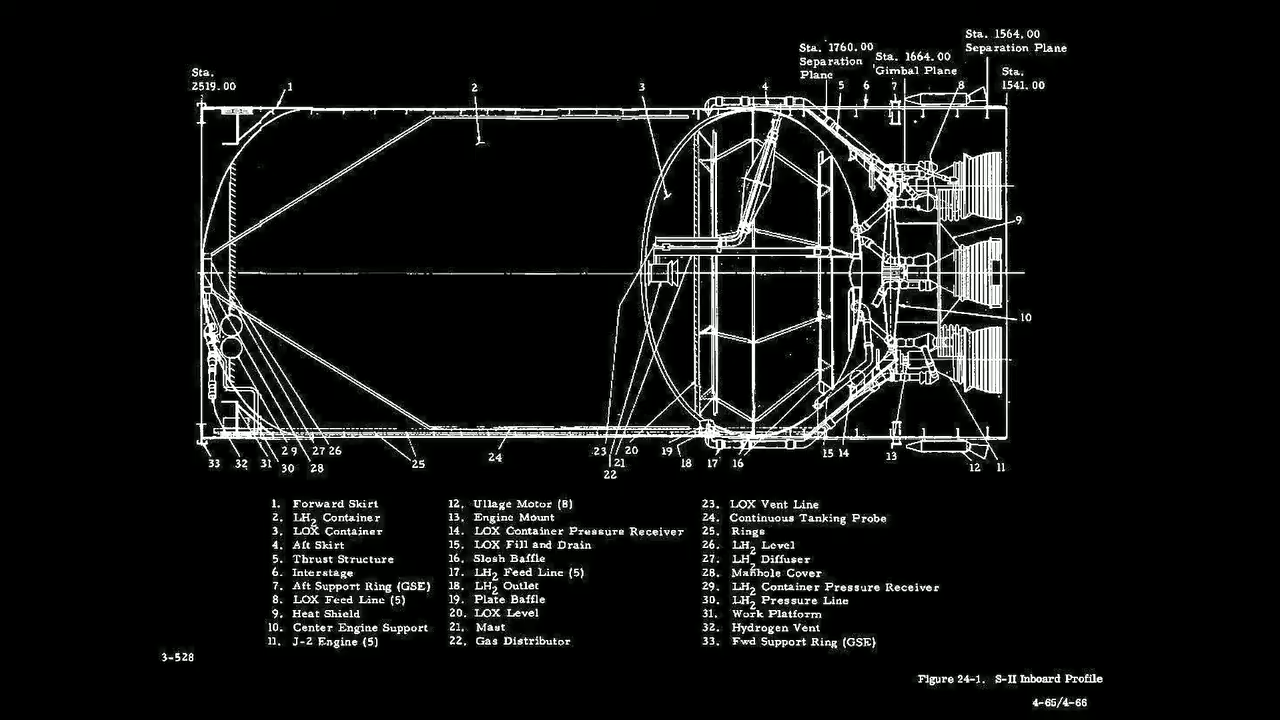 Sta. 1564.00
Separation Plane
Sta. 1760.00
Separation
Plane
Sta. 1664.00
Gimbal Plane
Sta.
2519.00
Sta.
1541.00
1 2 3 4 5 6 7 8
9
10
23 22 21 20 19 18 17 16 15 14 13 12 11
33 32 31 30 29 28 27 26 25 24
1. Forward Skirt
2. LH2 Container
3. LOX Container
4. Aft Skirt
5. Thrust Structure
6. Interstage
7. Aft Support Ring (GSE)
8. LOX Feed Line (5)
9. Heat Shield
10. Center Engine Support
11. J-2 Engine (5)
12. Ullage Motor (8)
13. Engine Mount
14. LOX Container Pressure Receiver
15. LOX Fill and Drain
16. Slosh Baffle
17. LH2 Feed Line (5)
18. LH2 Outlet
19. Plate Baffle
20. LOX Level
21. Mast
22. Gas Distributor
23. LOX Vent Line
24. Continuous Tanking Probe
25. Rings
26. LH2 Level
27. LH2 Diffuser
28. Manhole Cover
29. LH2 Container Pressure Receiver
30. LH2 Pressure Line
31. Work Platform
32. Hydrogen Vent
33. Fwd Support Ring (GSE)
3-528
Figure 24-1. S-II Inboard Profile
4-65/4-66